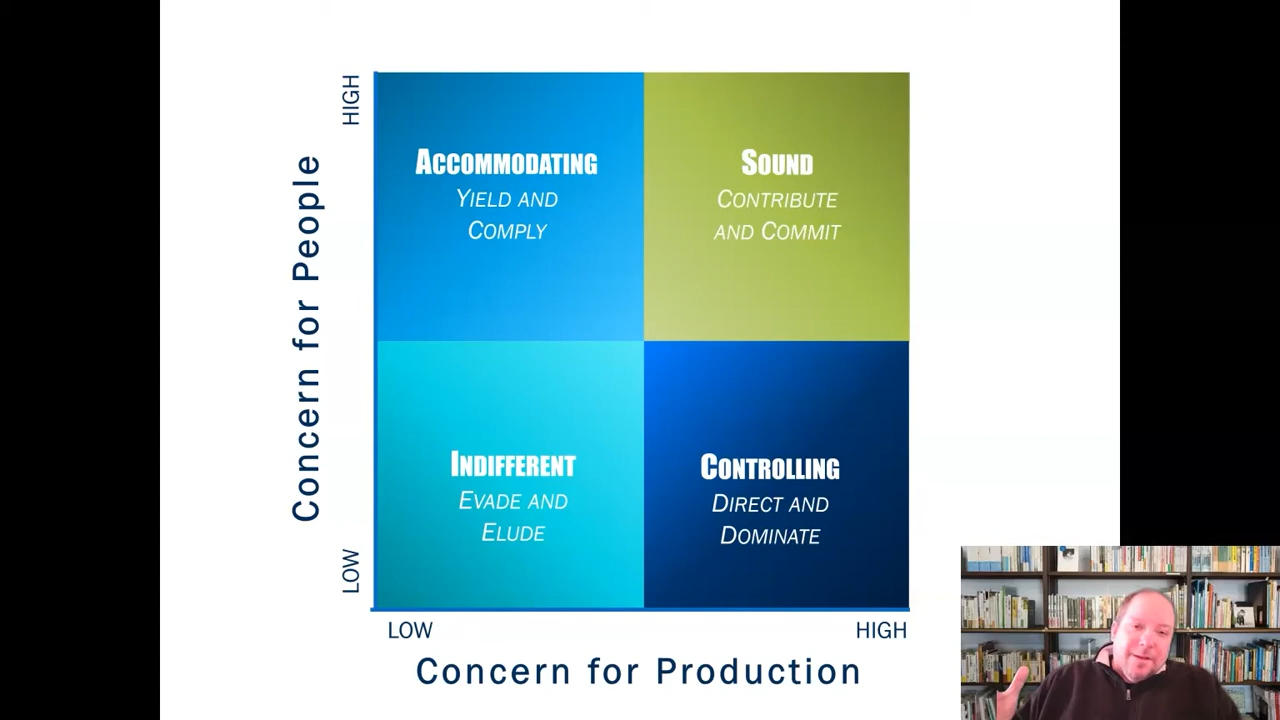 HIGH
Concern for People
LOW
ACCOMMODATING
YIELD AND
COMPLY
SOUND
CONTRIBUTE
AND COMMIT
INDIFFERENT
EVADE AND
ELUDE
CONTROLLING
DIRECT AND
DOMINATE
LOW
HIGH
Concern for Production